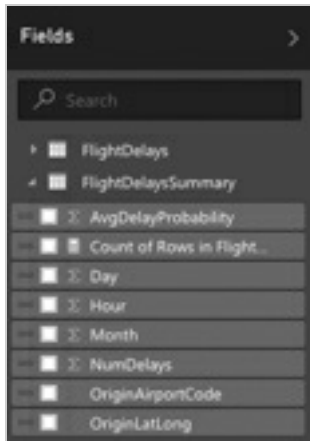 Fields
Search
FlightDelays
FlightDelaysSummary
AvgDelayProbability
Count of Rows in Flight...
Day
Hour
Month
NumDelays
OriginAirportCode
OriginLatLong